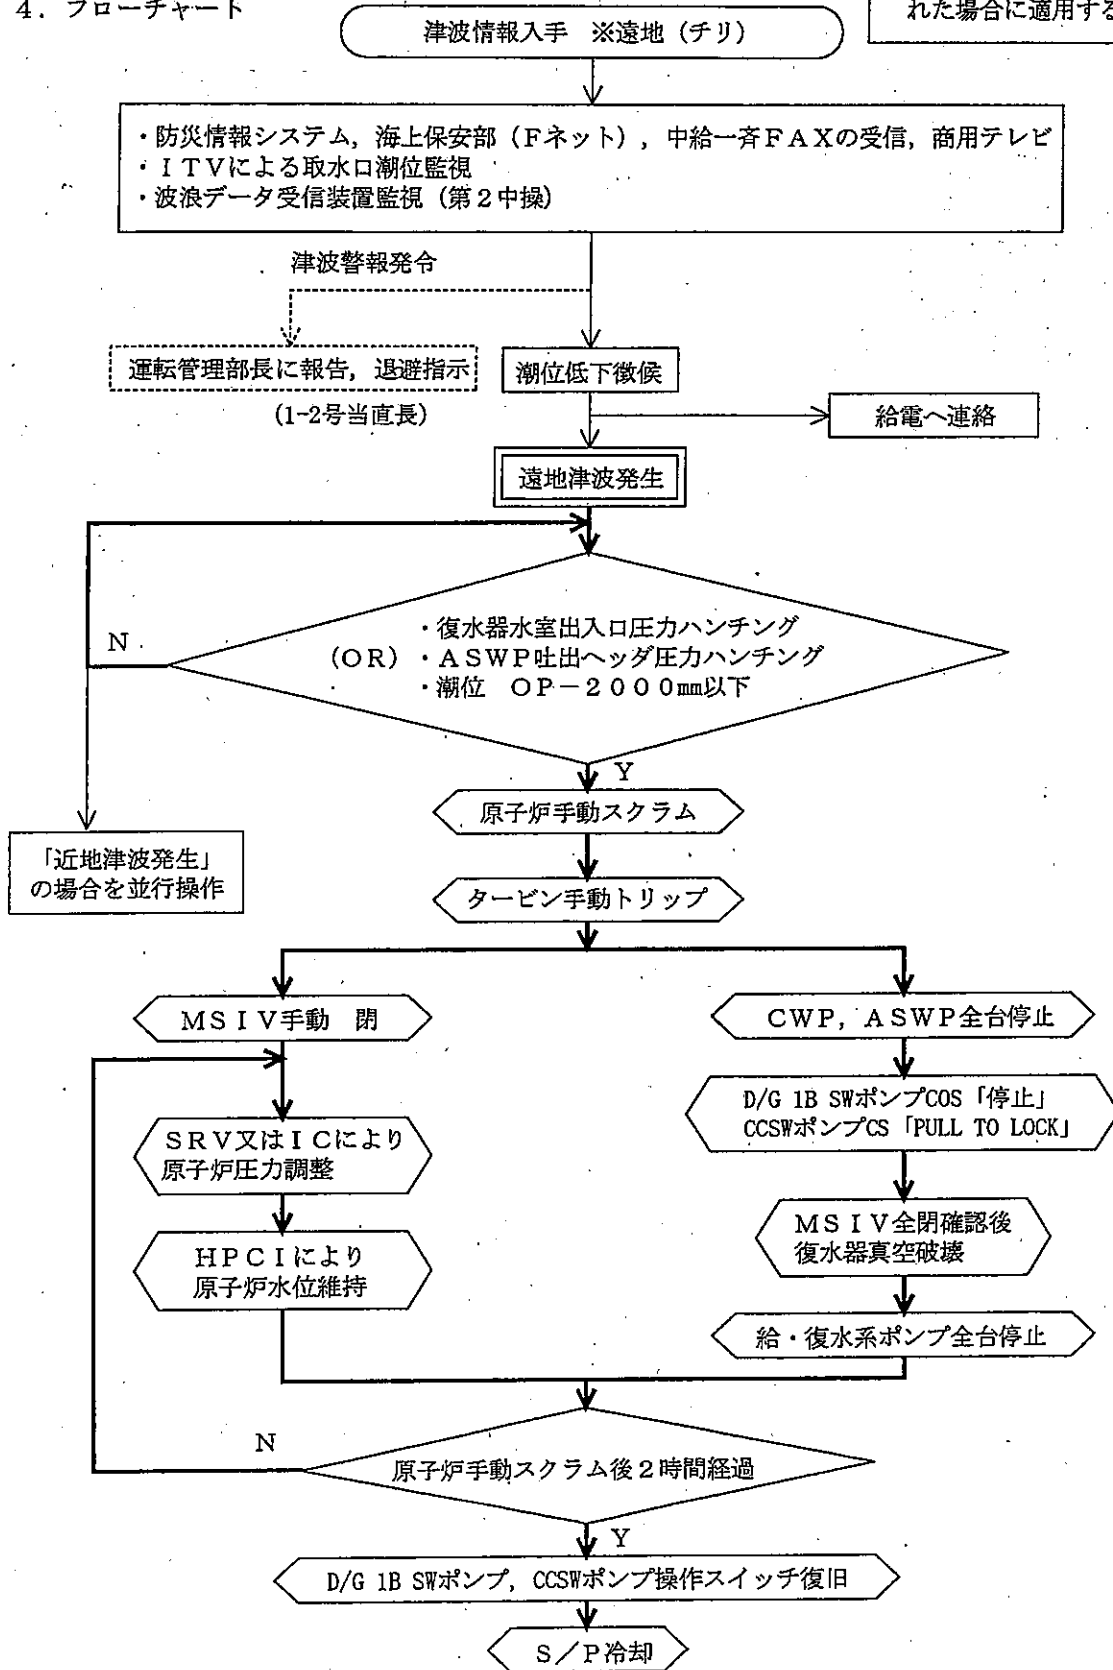 4. フローチャート
れた場合に適用する
津波情報入手 ※遠地（チリ）
・防災情報システム，海上保安部（Ｆネット），中給一斉ＦＡＸの受信，商用テレビ
・ＩＴＶによる取水口潮位監視
・波浪データ受信装置監視（第２中操）
津波警報発令
運転管理部長に報告，退避指示
(1-2号当直長)
潮位低下徴候
給電へ連絡
遠地津波発生
・復水器水室出入口圧力ハンチング
（OR）・ＡＳＷＰ吐出ヘッダ圧力ハンチング
・潮位 ＯＰ－２０００㎜以下
N
Y
「近地津波発生」
の場合を並行操作
原子炉手動スクラム
タービン手動トリップ
ＭＳＩＶ手動 閉
ＣＷＰ，ＡＳＷＰ全台停止
ＳＲＶ又はＩＣにより
原子炉圧力調整
D/G 1B SWポンプCOS「停止」
CCSWポンプCS「PULL TO LOCK」
ＨＰＣＩにより
原子炉水位維持
ＭＳＩＶ全閉確認後
復水器真空破壊
給・復水系ポンプ全台停止
N
原子炉手動スクラム後２時間経過
Y
D/G 1B SWポンプ，CCSWポンプ操作スイッチ復旧
Ｓ／Ｐ冷却